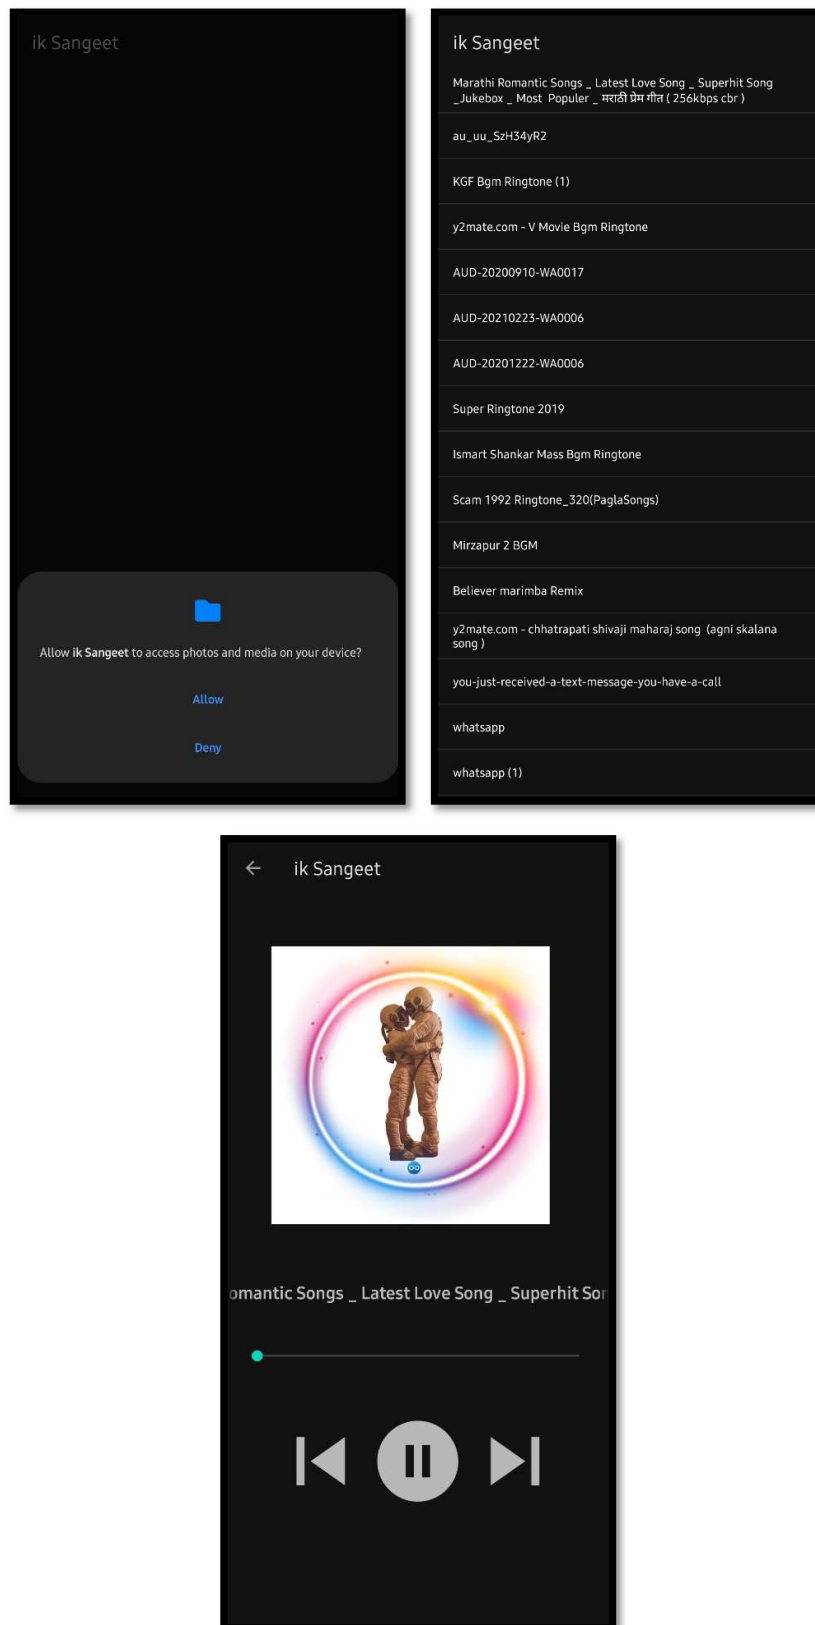 ik Sangeet
Allow ik Sangeet to access photos and media on your device?
Allow
Deny
ik Sangeet
Marathi Romantic Songs _ Latest Love Song _ Superhit Song
_Jukebox _ Most  Populer _ मराठी प्रेम गीत ( 256kbps cbr )
au_uu_SzH34yR2
KGF Bgm Ringtone (1)
y2mate.com - V Movie Bgm Ringtone
AUD-20200910-WA0017
AUD-20210223-WA0006
AUD-20201222-WA0006
Super Ringtone 2019
Ismart Shankar Mass Bgm Ringtone
Scam 1992 Ringtone_320(PaglaSongs)
Mirzapur 2 BGM
Believer marimba Remix
y2mate.com - chhatrapati shivaji maharaj song  (agni skalana
song )
you-just-received-a-text-message-you-have-a-call
whatsapp
whatsapp (1)
ik Sangeet
omantic Songs _ Latest Love Song _ Superhit Son